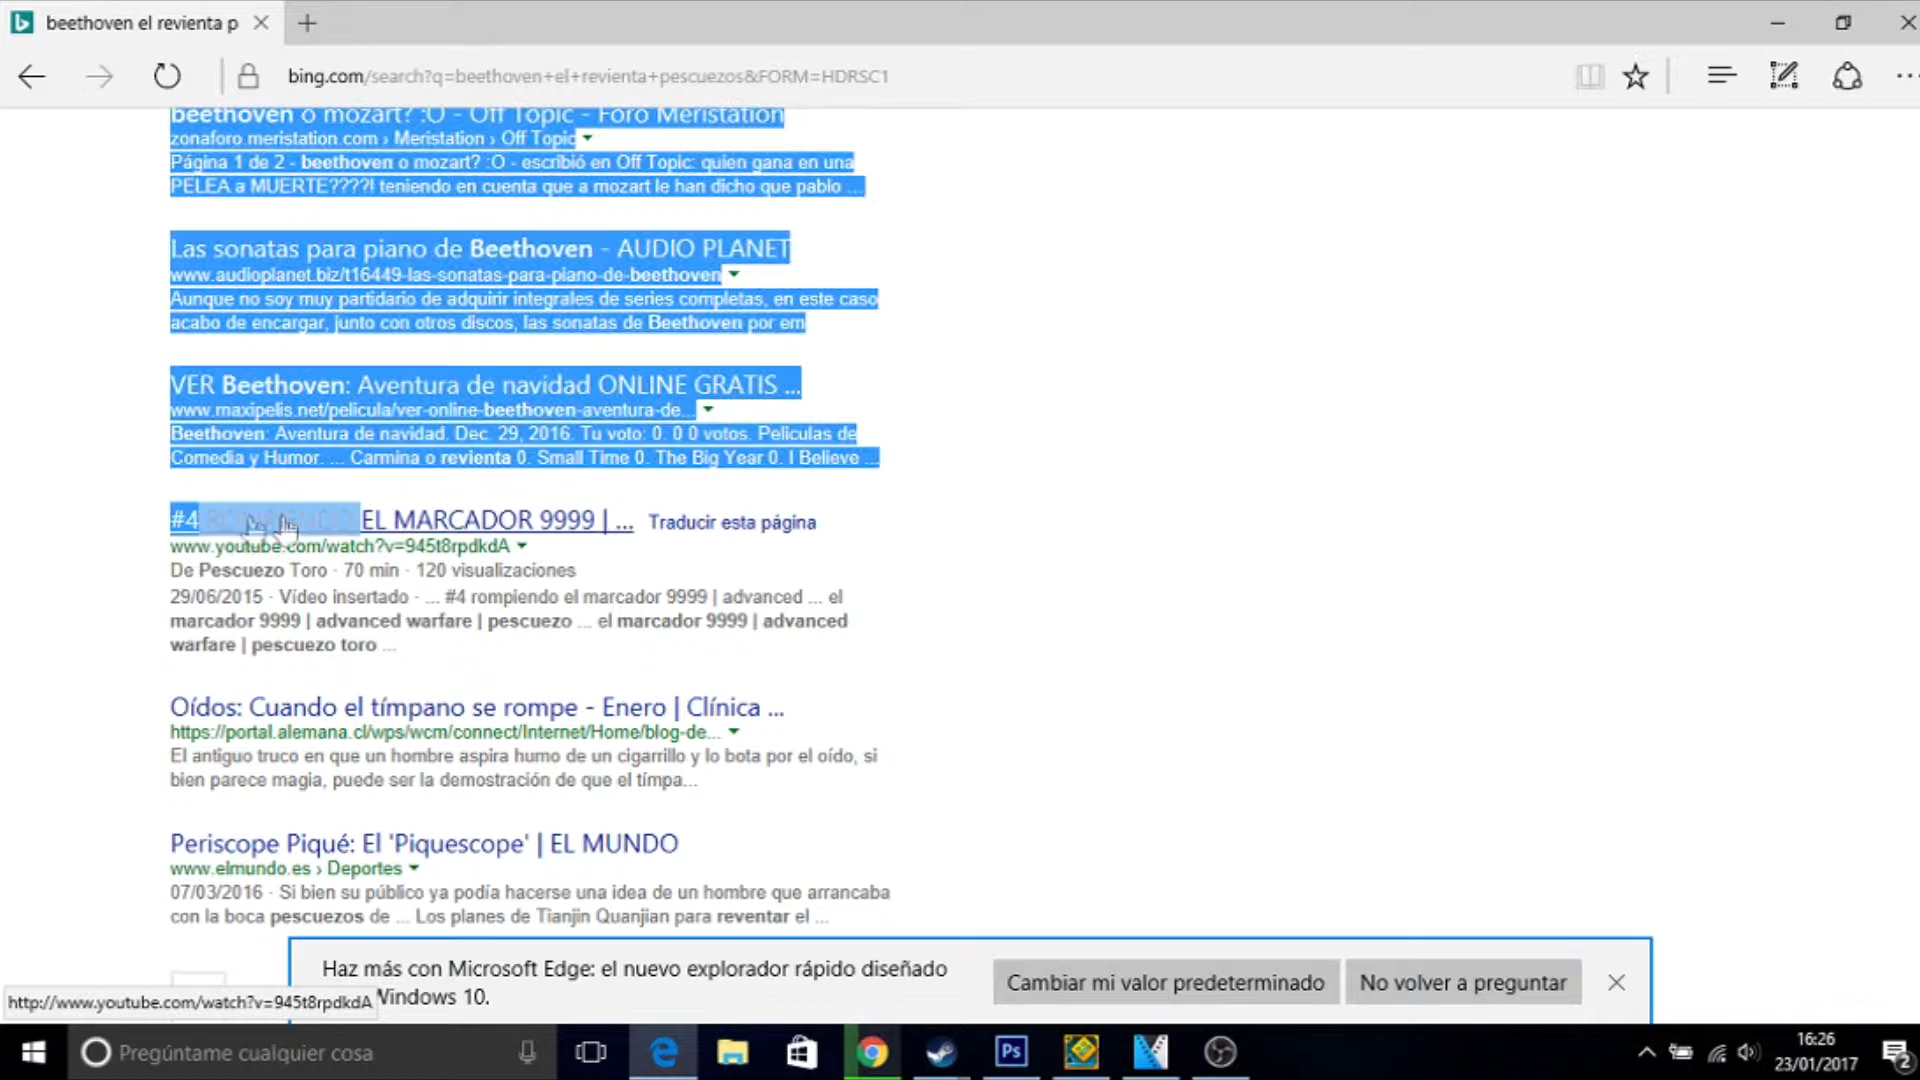 beethoven el revienta p
bing.com/search?q=beethoven+el+revienta+pescuezos&FORM=HDRSC1
beethoven o mozart? :O - Off Topic - Foro Meristation
zonaforo.meristation.com › Meristation › Off Topic
Página 1 de 2 - beethoven o mozart? :O - escribió en Off Topic: quien gana en una
PELEA a MUERTE????! teniendo en cuenta que a mozart le han dicho que pablo ...
Las sonatas para piano de Beethoven - AUDIO PLANET
www.audioplanet.biz/t16449-las-sonatas-para-piano-de-beethoven
Aunque no soy muy partidario de adquirir integrales de series completas, en este caso
acabo de encargar, junto con otros discos, las sonatas de Beethoven por em
VER Beethoven: Aventura de navidad ONLINE GRATIS ...
www.maxipelis.net/pelicula/ver-online-beethoven-aventura-de...
Beethoven: Aventura de navidad. Dec. 29, 2016. Tu voto: 0. 0 0 votos. Peliculas de
Comedia y Humor. ... Carmina o revienta 0. Small Time 0. The Big Year 0. I Believe ...
#4 EL MARCADOR 9999 | ... Traducir esta página
www.youtube.com/watch?v=945t8rpdkdA
De Pescuezo Toro · 70 min · 120 visualizaciones
29/06/2015 · Vídeo insertado · ... #4 rompiendo el marcador 9999 | advanced ... el
marcador 9999 | advanced warfare | pescuezo ... el marcador 9999 | advanced
warfare | pescuezo toro ...
Oídos: Cuando el tímpano se rompe - Enero | Clínica ...
https://portal.alemana.cl/wps/wcm/connect/Internet/Home/blog-de...
El antiguo truco en que un hombre aspira humo de un cigarrillo y lo bota por el oído, si
bien parece magia, puede ser la demostración de que el tímpa...
Periscope Piqué: El 'Piquescope' | EL MUNDO
www.elmundo.es › Deportes
07/03/2016 · Si bien su público ya podía hacerse una idea de un hombre que arrancaba
con la boca pescuezos de ... Los planes de Tianjin Quanjian para reventar el ...
Haz más con Microsoft Edge: el nuevo explorador rápido diseñado
Windows 10.
Cambiar mi valor predeterminado
No volver a preguntar
http://www.youtube.com/watch?v=945t8rpdkdA
Pregúntame cualquier cosa
Ps
16:26
23/01/2017
2